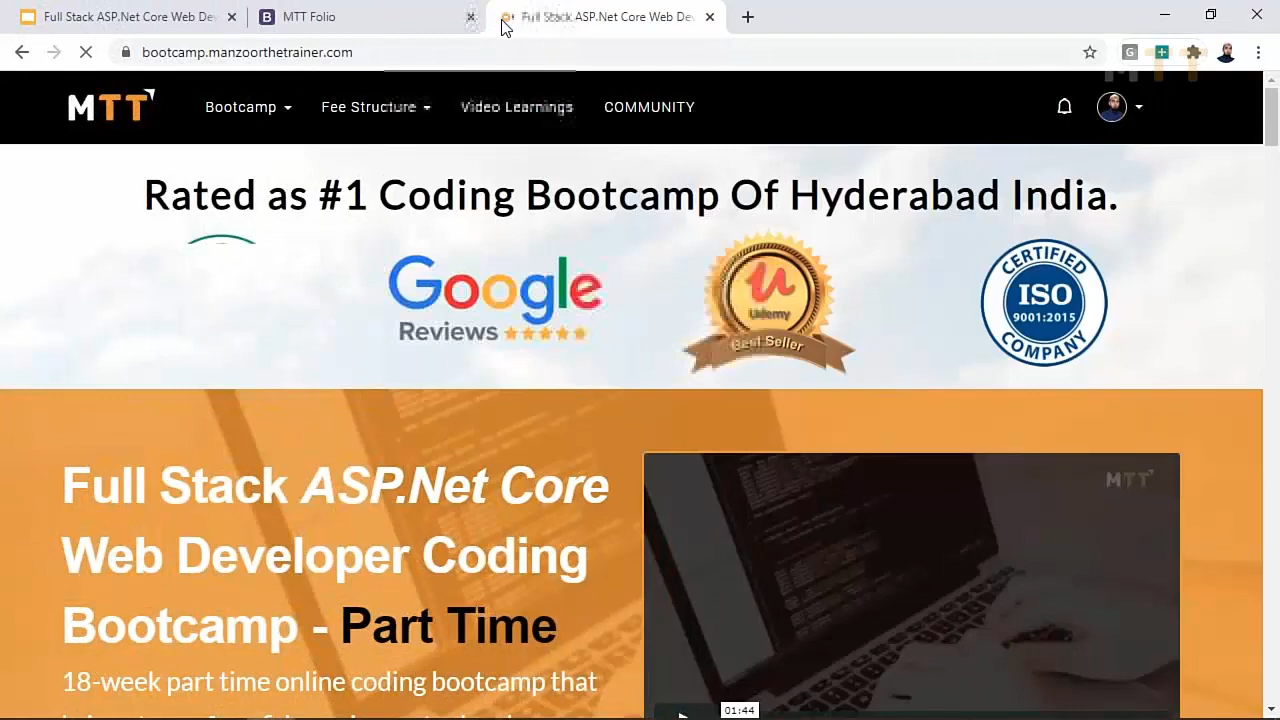 Full Stack ASP.Net Core Web De
MTT Folio
Full Stack ASP.Net Core Web De
bootcamp.manzoorthetrainer.com
MTT
Bootcamp
Fee Structure
Video Learnings
COMMUNITY
Rated as #1 Coding Bootcamp Of Hyderabad India.
Google
Reviews
Udemy
Best Seller
CERTIFIED
ISO
9001:2015
COMPANY
Full Stack ASP.Net Core
Web Developer Coding
Bootcamp - Part Time
18-week part time online coding bootcamp that
MTT
01:44